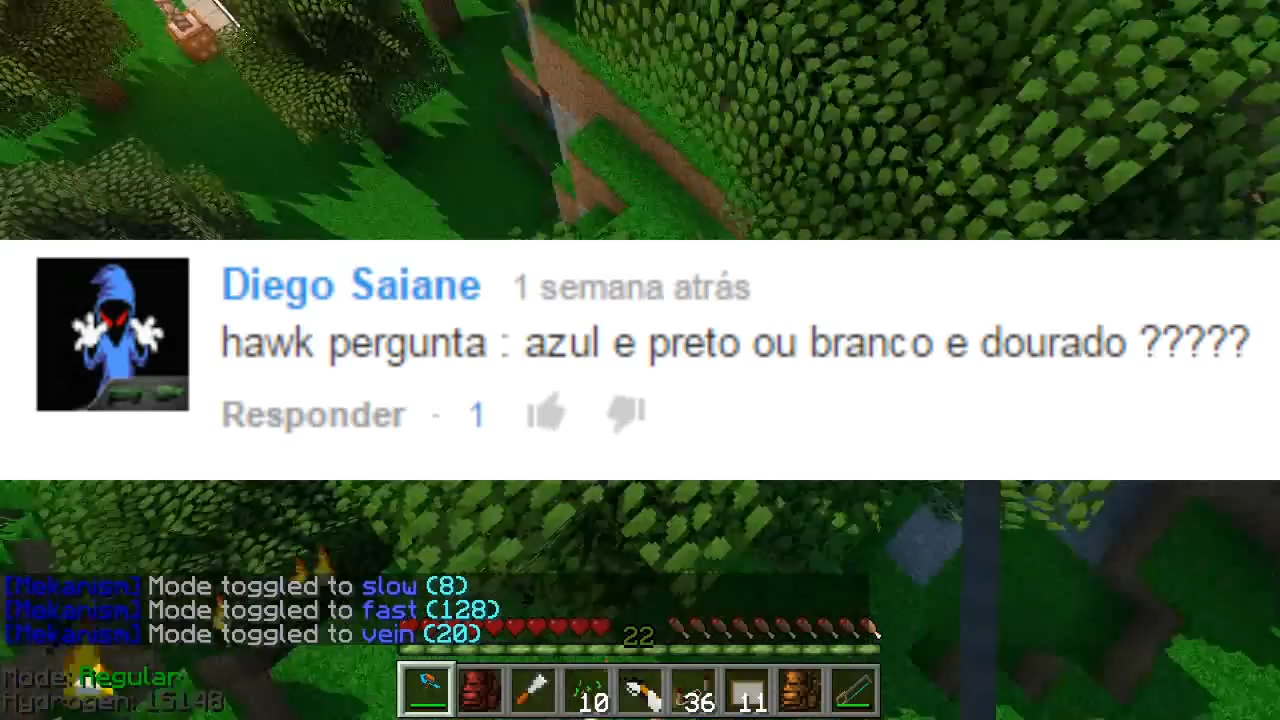 Diego Saiane 1 semana atrás
hawk pergunta : azul e preto ou branco e dourado ?????
Responder · 1
[Mekanism] Mode toggled to slow (8)
[Mekanism] Mode toggled to fast (128)
[Mekanism] Mode toggled to vein (20)
22
Mode: Regular
Hydrogen: 15148
10 36 11